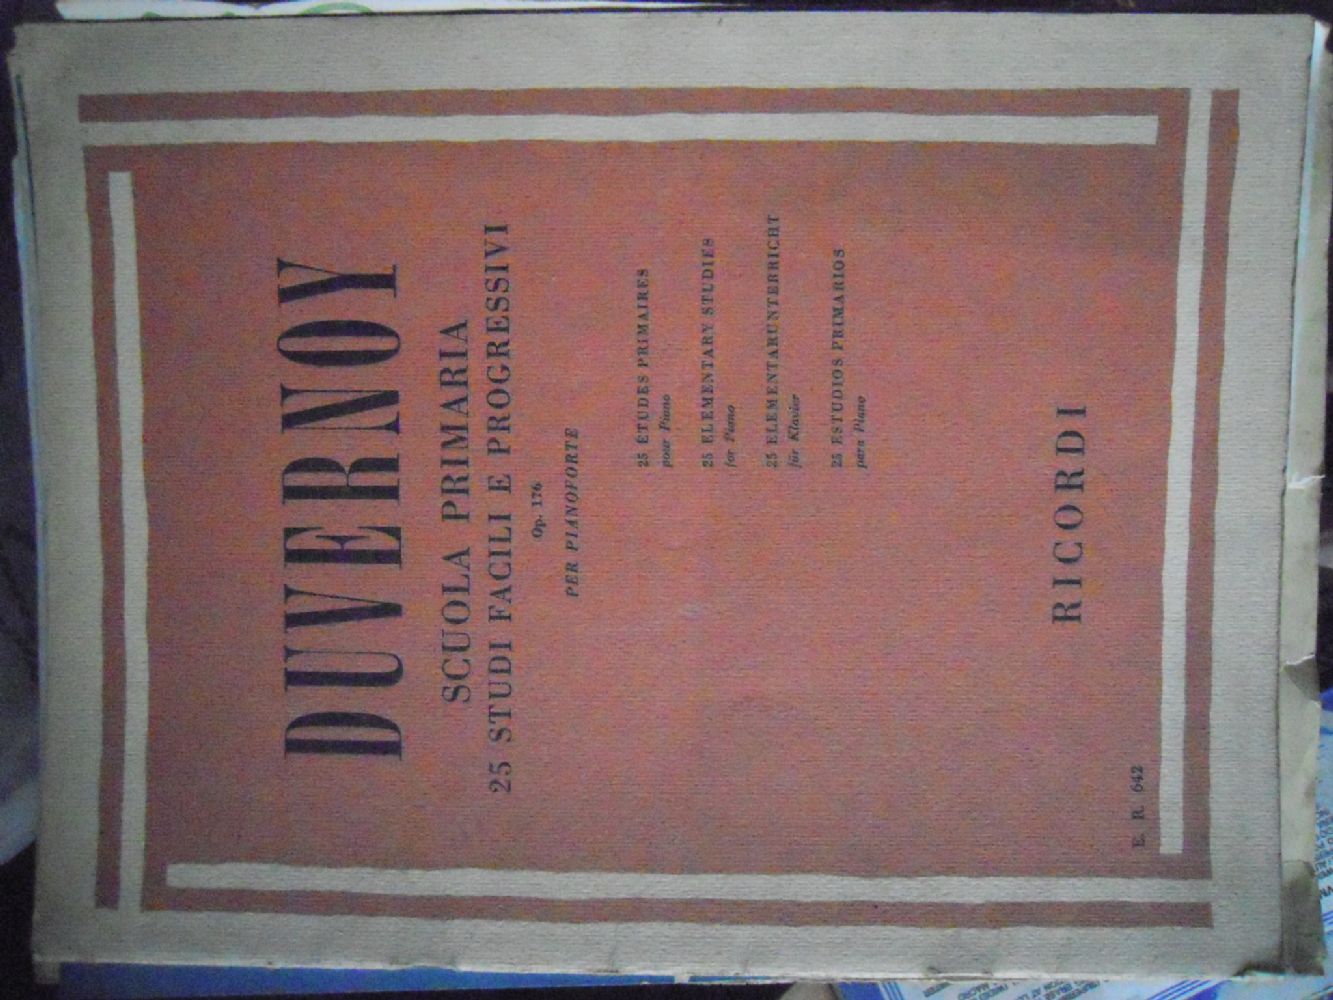 DUVERNOY
SCUOLA PRIMARIA
25 STUDI FACILI E PROGRESSIVI
Op. 176
PER PIANOFORTE
25 ÉTUDES PRIMAIRES
pour Piano
25 ELEMENTARY STUDIES
for Piano
25 ELEMENTARUNTERRICHT
für Klavier
25 ESTUDIOS PRIMARIOS
para Piano
RICORDI
E. R. 642